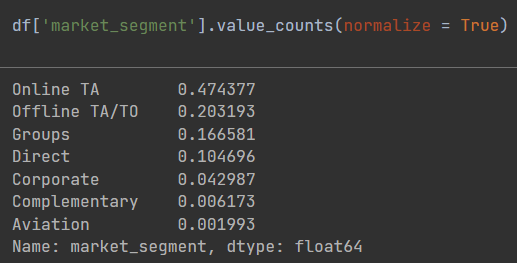 df['market_segment'].value_counts(normalize = True)
Online TA        0.474377
Offline TA/TO    0.203193
Groups           0.166581
Direct           0.104696
Corporate        0.042987
Complementary    0.006173
Aviation         0.001993
Name: market_segment, dtype: float64